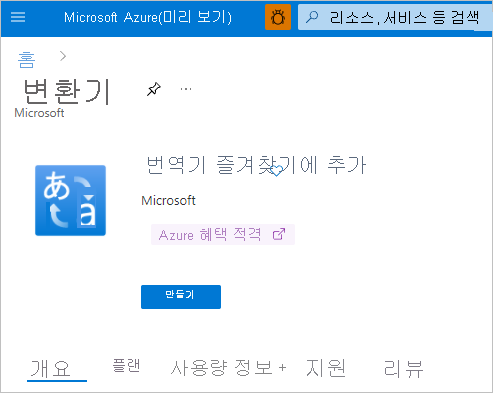 Microsoft Azure(미리 보기)
리소스, 서비스 등 검색
홈
변환기
Microsoft
번역기 즐겨찾기에 추가
Microsoft
Azure 혜택 적격
만들기
개요 플랜 사용량 정보 + 지원 리뷰
あ a